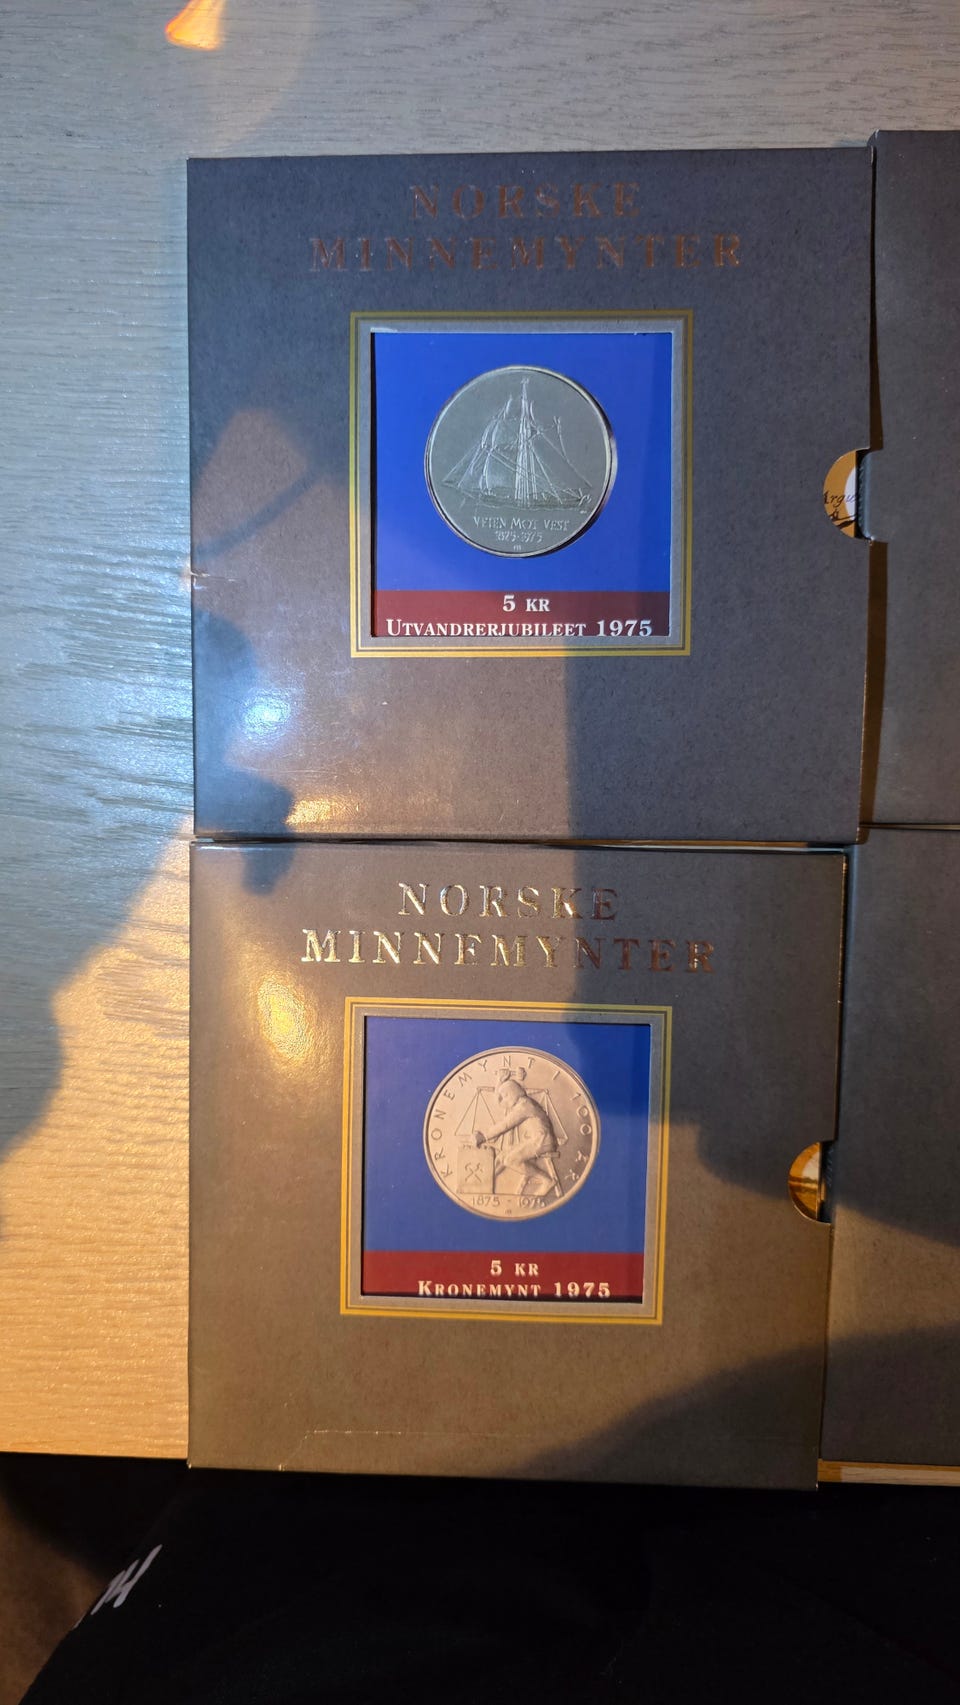 NORSKE
MINNEMYNTER
VEIEN MOT VEST
1825-1975
5 KR
UTVANDRERJUBILEET 1975
NORSKE
MINNEMYNTER
KRONEMYNT I 100 ÅR
1875 - 1975
5 KR
KRONEMYNT 1975